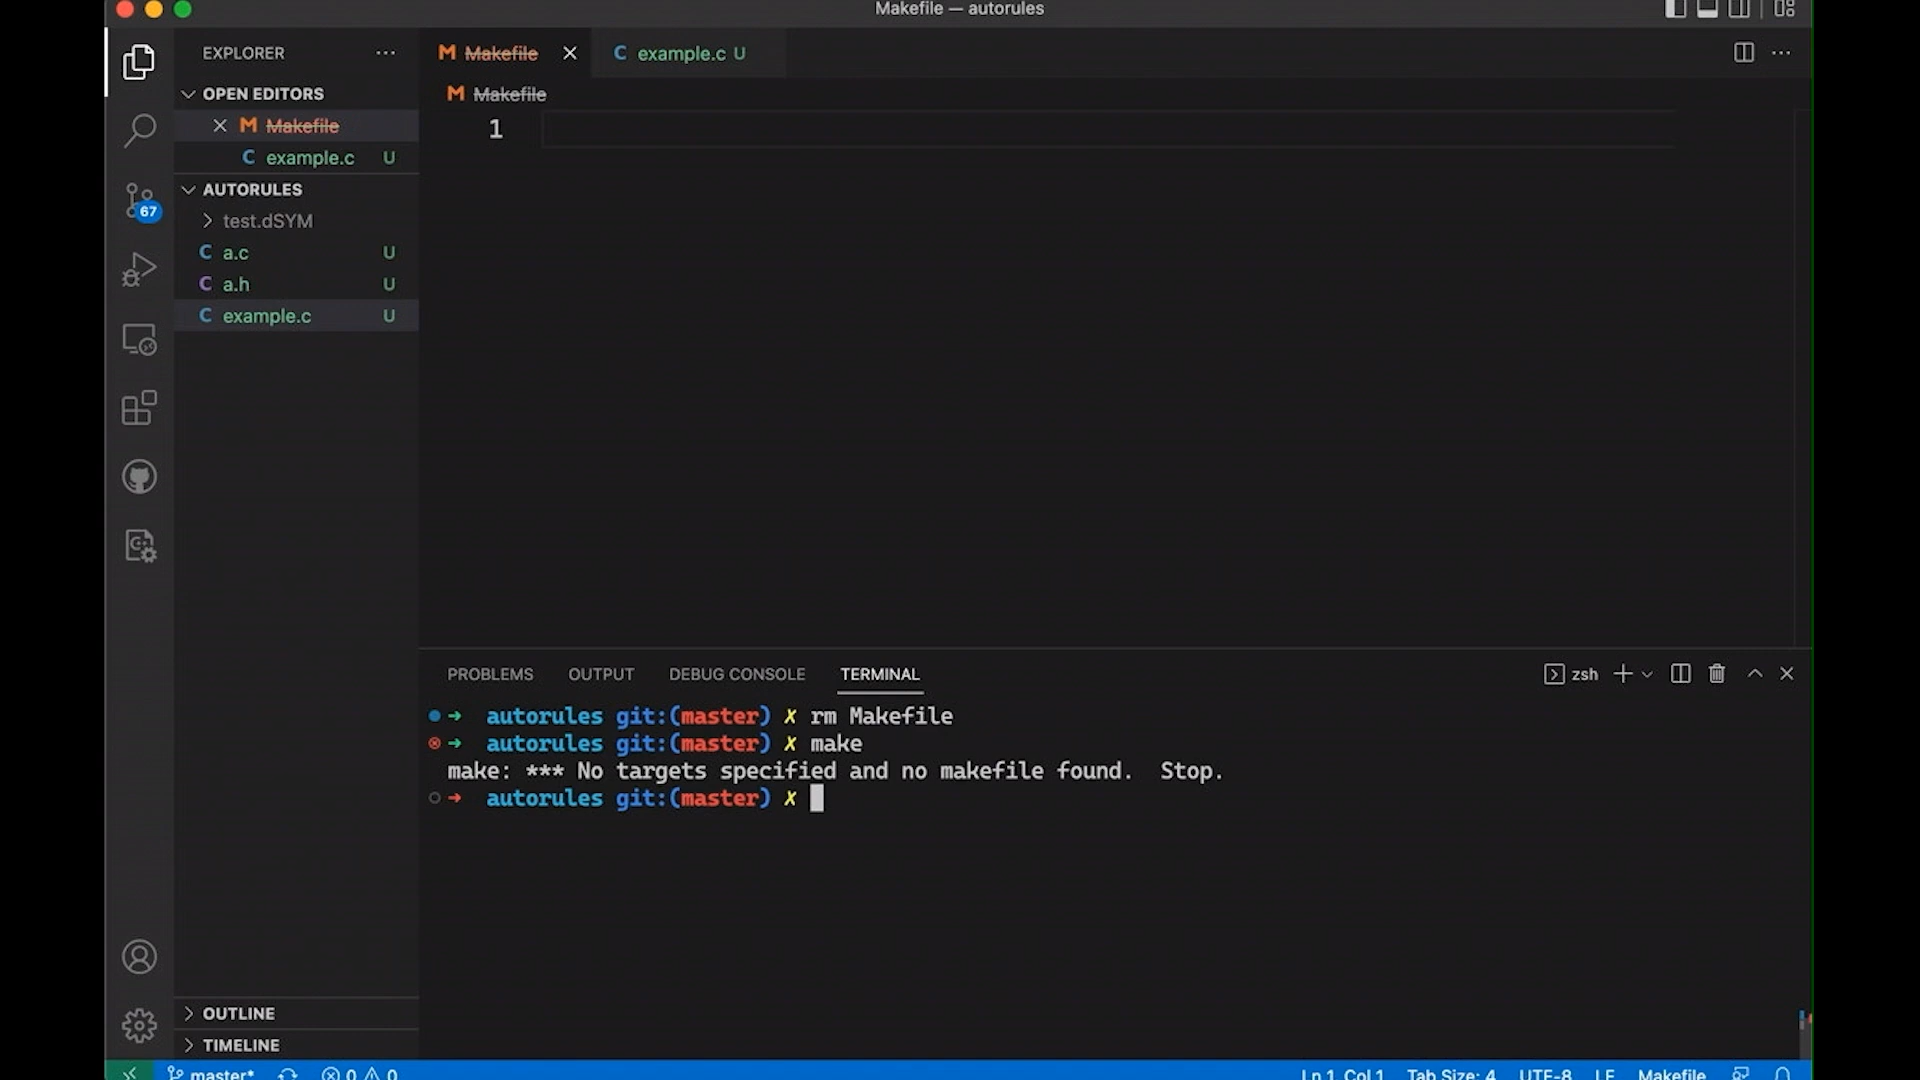 Makefile — autorules
EXPLORER
M Makefile
C example.c U
OPEN EDITORS
M Makefile
M Makefile
1
C example.c U
AUTORULES
test.dSYM
C a.c U
C a.h U
C example.c U
67
PROBLEMS OUTPUT DEBUG CONSOLE TERMINAL
zsh
➜ autorules git:(master) ✗ rm Makefile
➜ autorules git:(master) ✗ make
make: *** No targets specified and no makefile found.  Stop.
➜ autorules git:(master) ✗
OUTLINE
TIMELINE
master* 0 0 Ln 1, Col 1 Tab Size: 4 UTF-8 LF Makefile